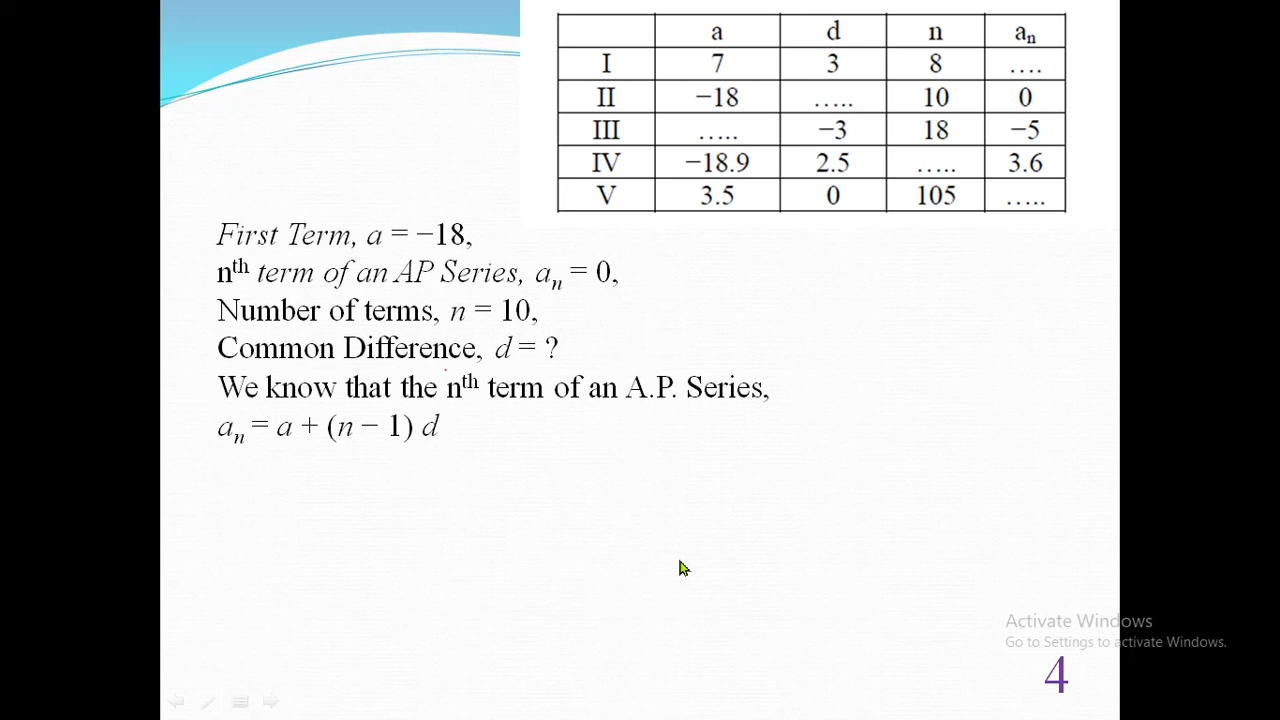 a d n aₙ
I 7 3 8 ….
II −18 ….. 10 0
III ….. −3 18 −5
IV −18.9 2.5 ….. 3.6
V 3.5 0 105 …..
First Term, a = −18,
nᵗʰ term of an AP Series, aₙ = 0,
Number of terms, n = 10,
Common Difference, d = ?
We know that the nᵗʰ term of an A.P. Series,
aₙ = a + (n − 1) d
Activate Windows
Go to Settings to activate Windows.
4